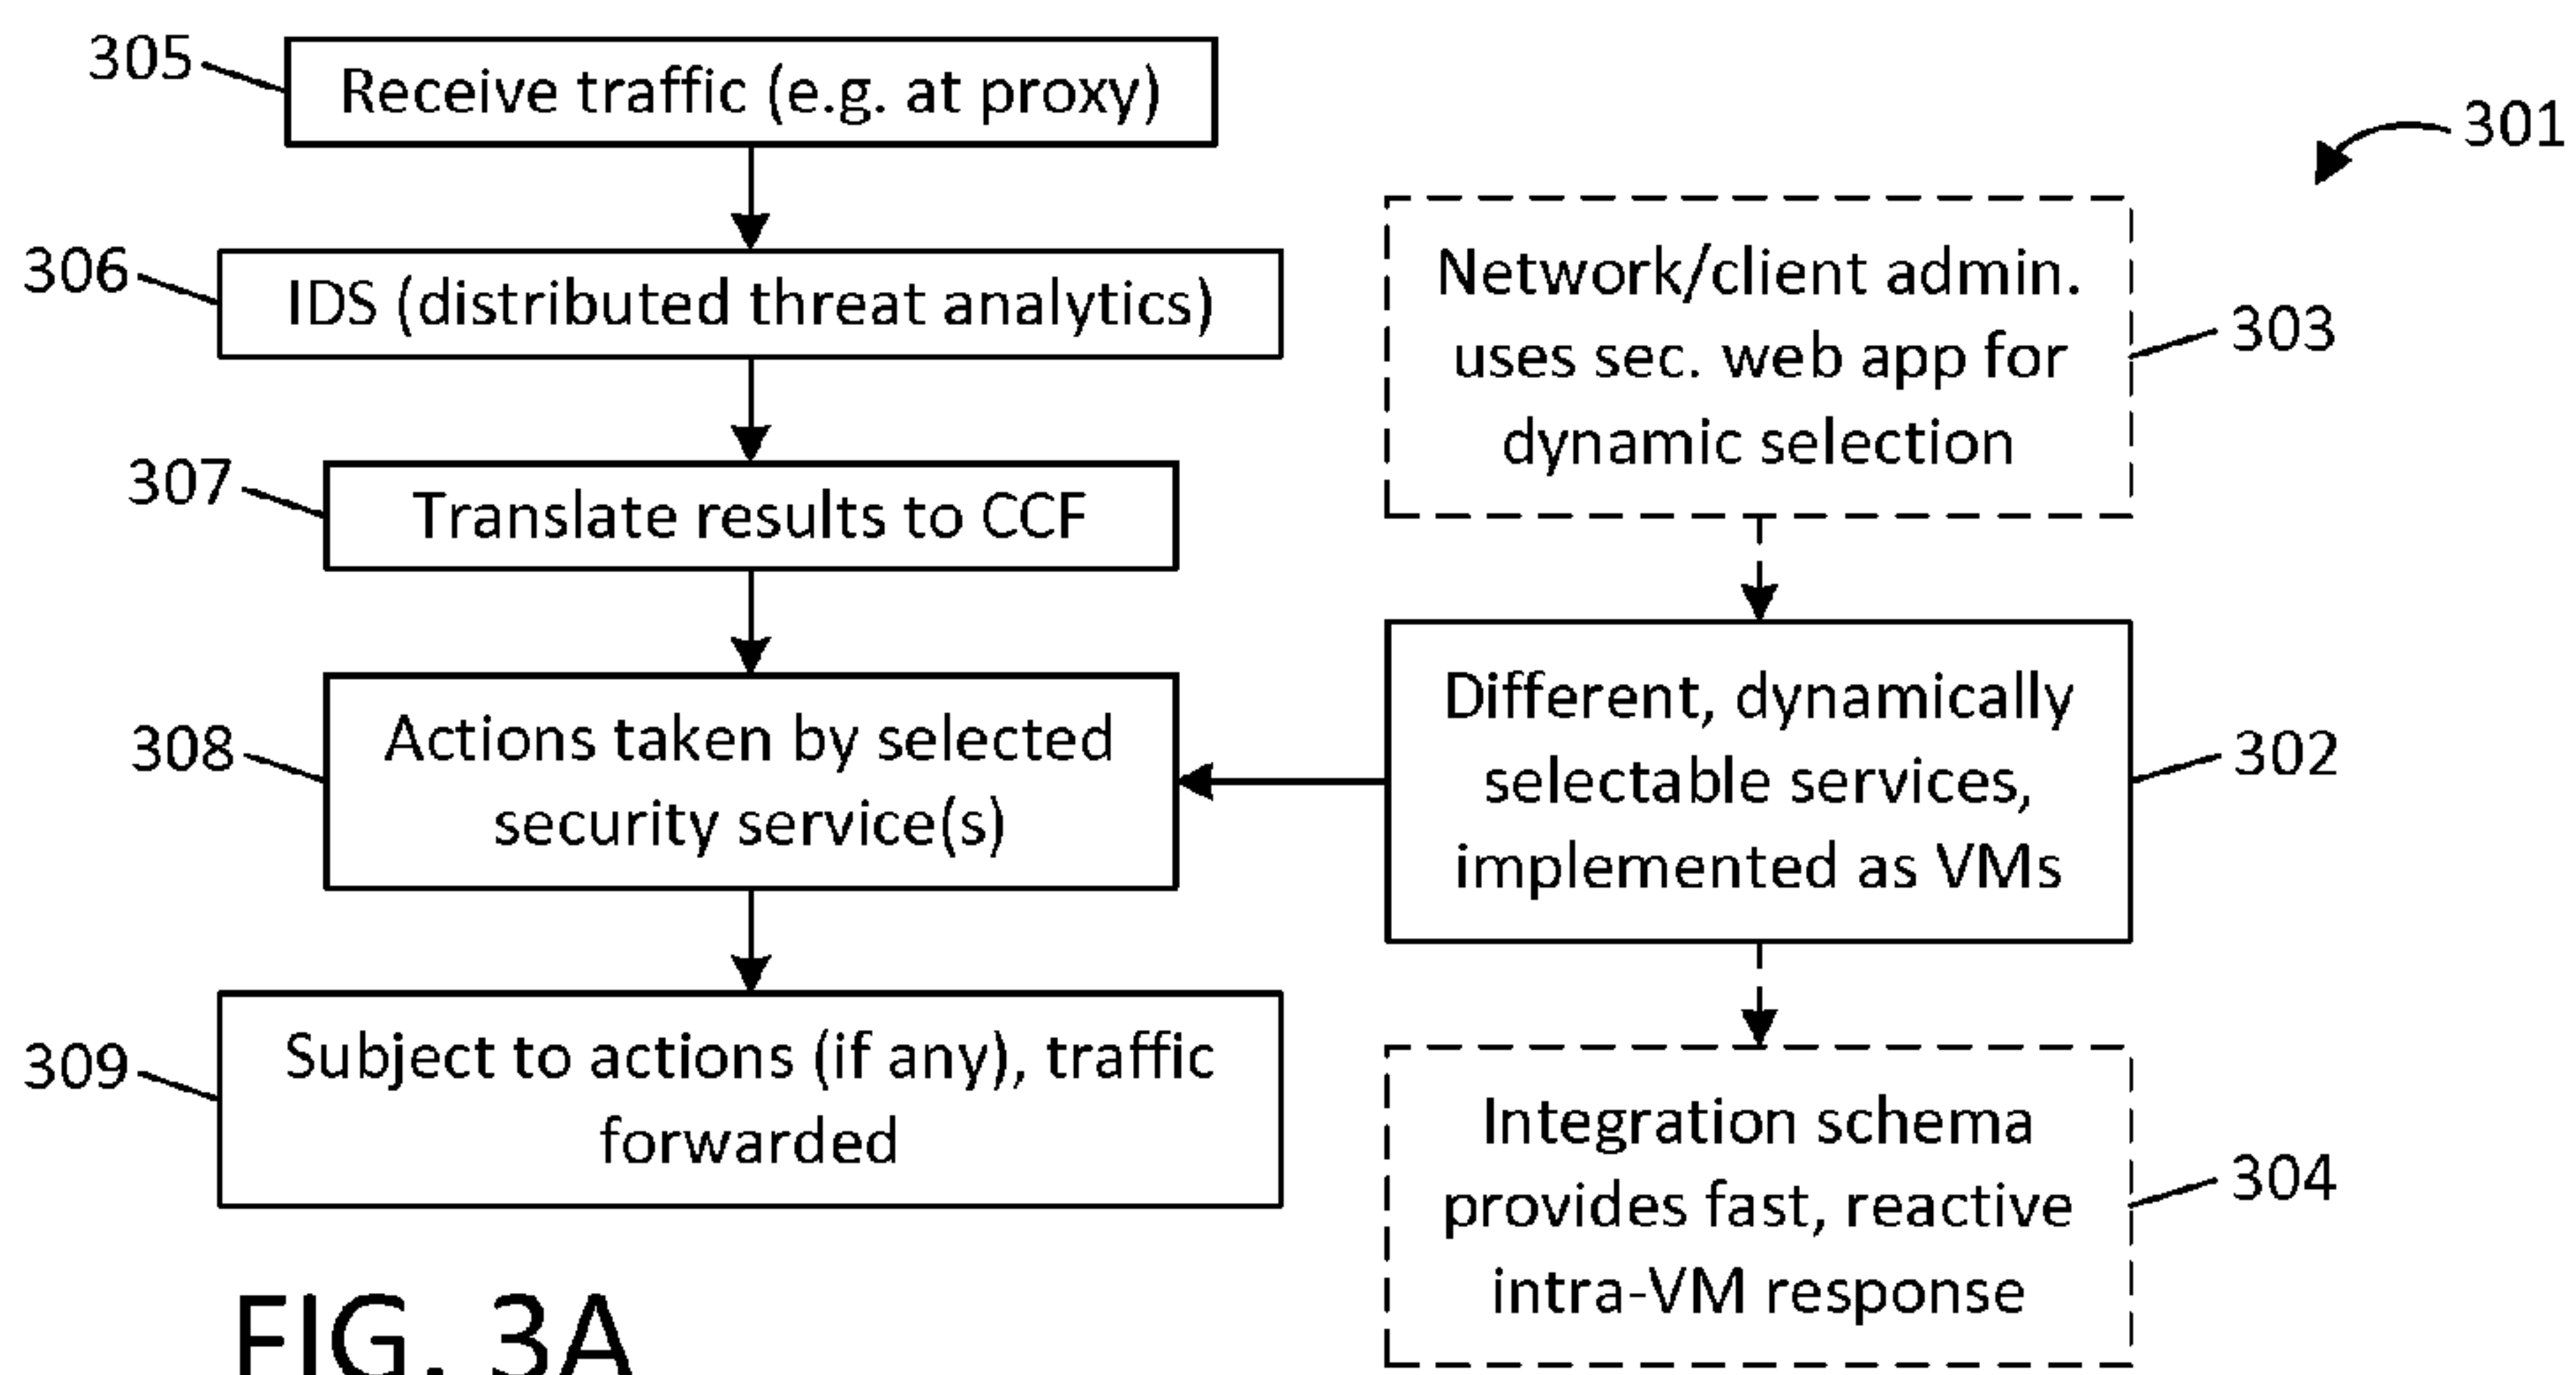 305
Receive traffic (e.g. at proxy)
306
IDS (distributed threat analytics)
307
Translate results to CCF
308
Actions taken by selected
security service(s)
309
Subject to actions (if any), traffic
forwarded
301
Network/client admin.
uses sec. web app for
dynamic selection
303
Different, dynamically
selectable services,
implemented as VMs
302
Integration schema
provides fast, reactive
intra-VM response
304
FIG. 3A